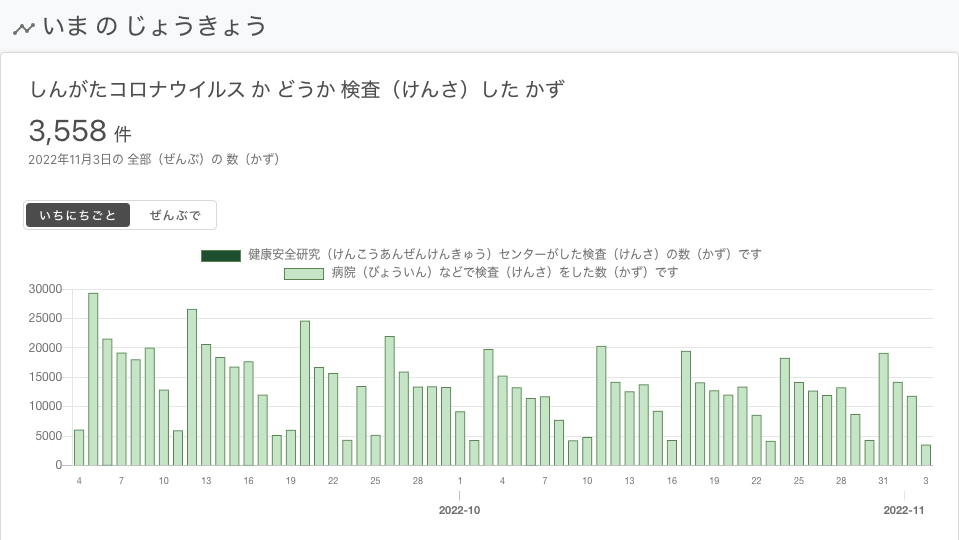 いま の じょうきょう
しんがたコロナウイルス か どうか 検査（けんさ）した かず
3,558 件
2022年11月3日の 全部（ぜんぶ）の 数（かず）
いちにちごと ぜんぶで
健康安全研究（けんこうあんぜんけんきゅう）センターがした検査（けんさ）の数（かず）です
病院（びょういん）などで検査（けんさ）をした数（かず）です
30000
25000
20000
15000
10000
5000
0
4 7 10 13 16 19 22 25 28 1 4 7 10 13 16 19 22 25 28 31 3
2022-10 2022-11